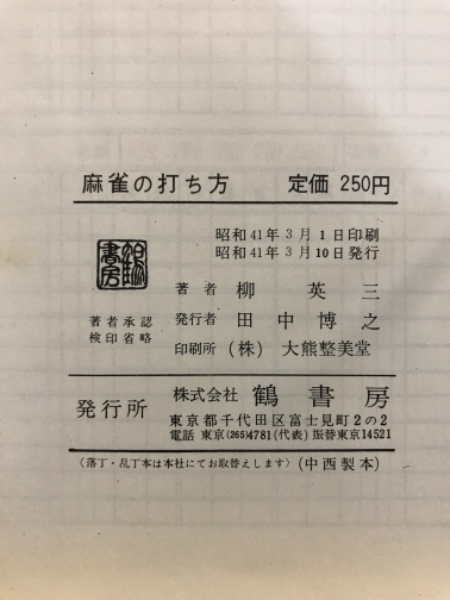 麻雀の打ち方 定価 250円
昭和41年3月1日印刷
昭和41年3月10日発行
鶴書房
著者承認
検印省略
著者 柳英三
発行者 田中博之
印刷所 (株) 大熊整美堂
発行所
株式会社 鶴書房
東京都千代田区富士見町2の2
電話 東京(265)4781(代表) 振替東京14521
〈落丁・乱丁本は本社にてお取替えします〉(中西製本)